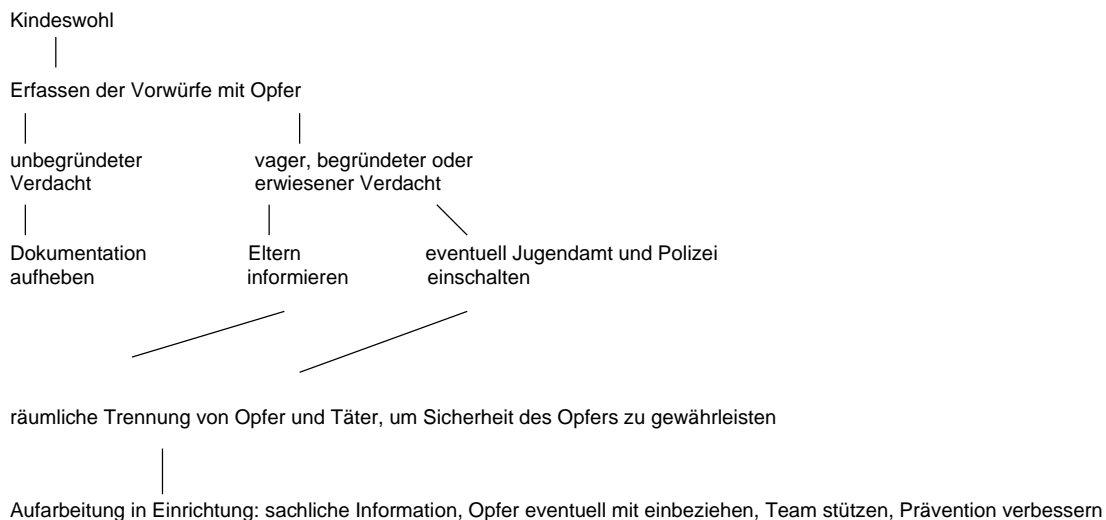 Kindeswohl
Erfassen der Vorwürfe mit Opfer
unbegründeter
Verdacht
vager, begründeter oder
erwiesener Verdacht
Dokumentation
aufheben
Eltern
informieren
eventuell Jugendamt und Polizei
einschalten
räumliche Trennung von Opfer und Täter, um Sicherheit des Opfers zu gewährleisten
Aufarbeitung in Einrichtung: sachliche Information, Opfer eventuell mit einbeziehen, Team stützen, Prävention verbessern